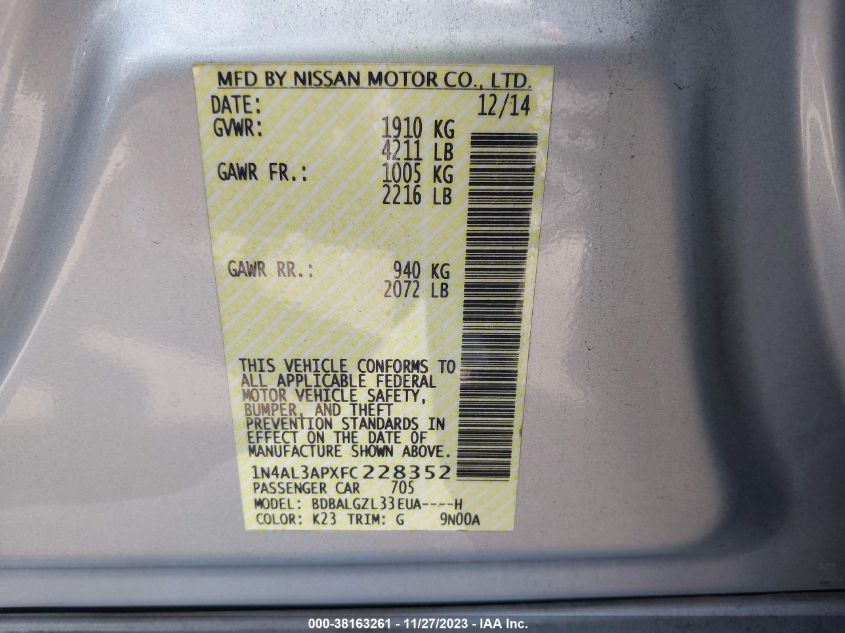 MFD BY NISSAN MOTOR CO., LTD.
DATE: 12/14
GVWR: 1910 KG
4211 LB
GAWR FR.: 1005 KG
2216 LB
GAWR RR.: 940 KG
2072 LB
THIS VEHICLE CONFORMS TO
ALL APPLICABLE FEDERAL
MOTOR VEHICLE SAFETY,
BUMPER, AND THEFT
PREVENTION STANDARDS IN
EFFECT ON THE DATE OF
MANUFACTURE SHOWN ABOVE.
1N4AL3APXFC228352
PASSENGER CAR 705
MODEL: BDBALGZL33EUA----H
COLOR: K23 TRIM: G 9N00A
000-38163261 | 11/27/2023 | IAA Inc.